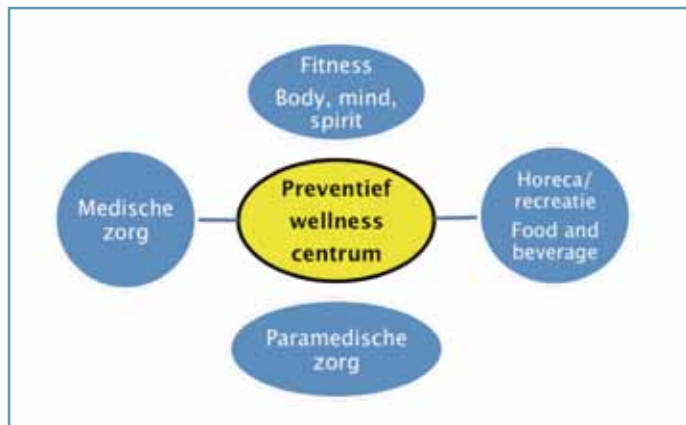 Fitness
Body, mind,
spirit
Medische
zorg
Preventief
wellness
centrum
Horeca/
recreatie
Food and
beverage
Paramedische
zorg